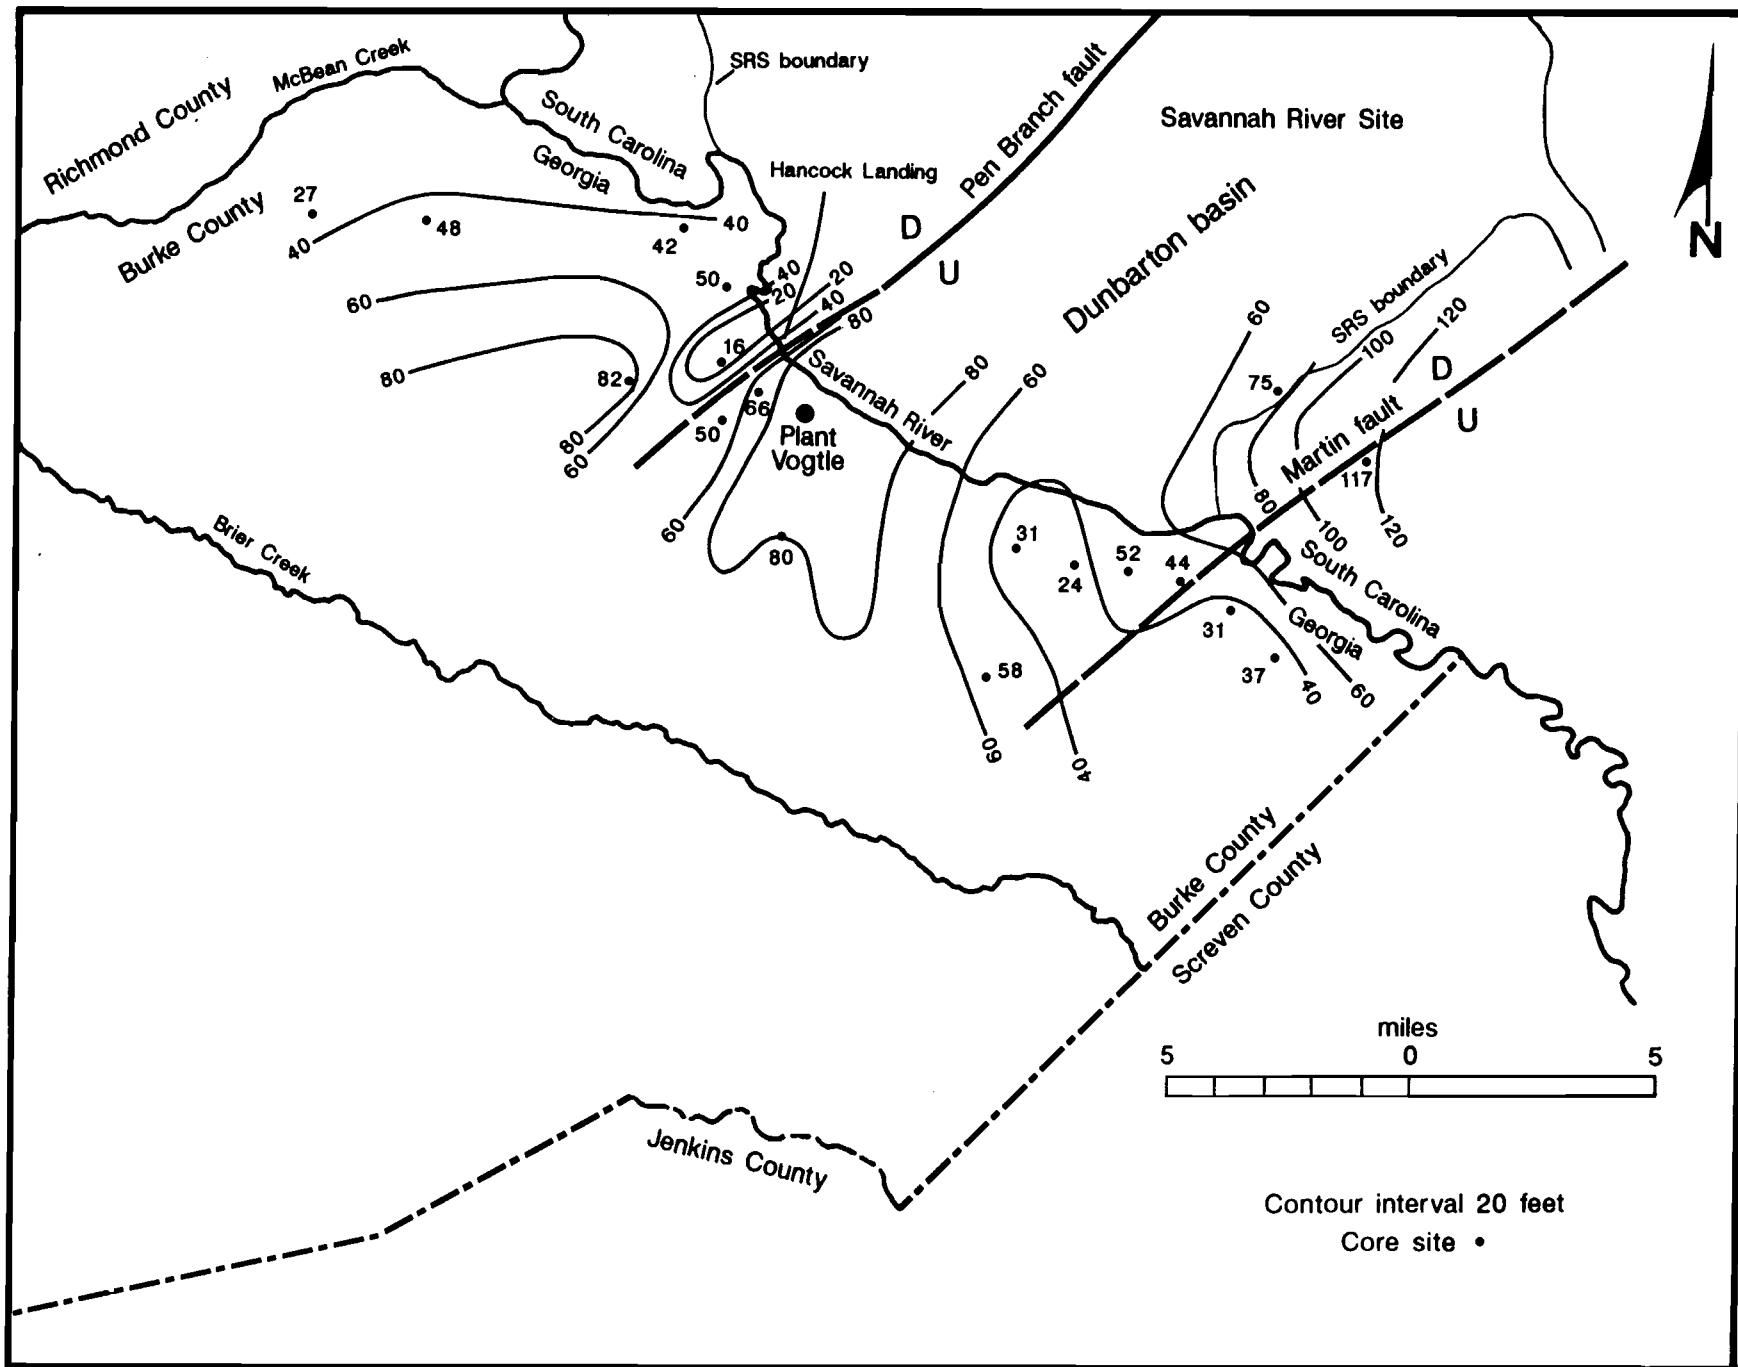 SRS boundary
McBean Creek
Richmond County
South Carolina
Georgia
Pen Branch fault
Savannah River Site
Hancock Landing
Burke County
27
40
48
42
40
50
D
U
Dunbarton basin
N
60
40
20
20
40
80
16
80
82
66
50
Plant
Vogtle
Savannah River
80
60
60
SRS boundary
120
100
75
D
U
Martin fault
117
80
60
60
80
100
120
Brier Creek
80
31
24
52
44
South Carolina
Georgia
31
37
40
60
58
60
40
Burke County
Screven County
miles
5 0 5
Jenkins County
Contour interval 20 feet
Core site •